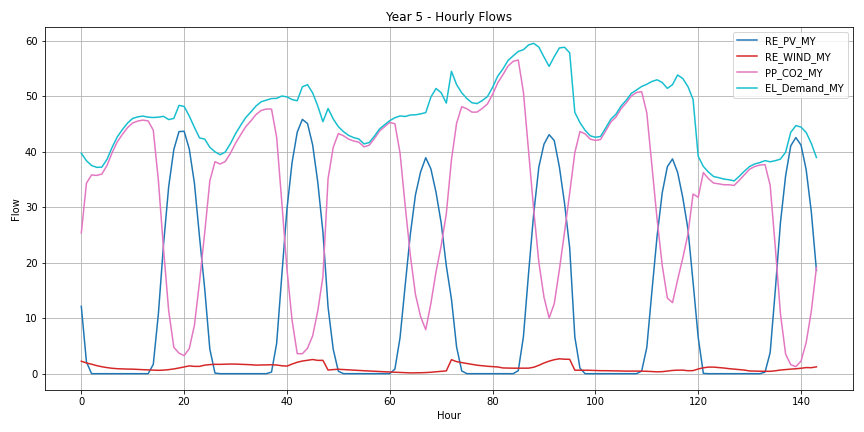 Year 5 - Hourly Flows
60
50
40
30
20
10
0
Flow
RE_PV_MY
RE_WIND_MY
PP_CO2_MY
EL_Demand_MY
0 20 40 60 80 100 120 140
Hour